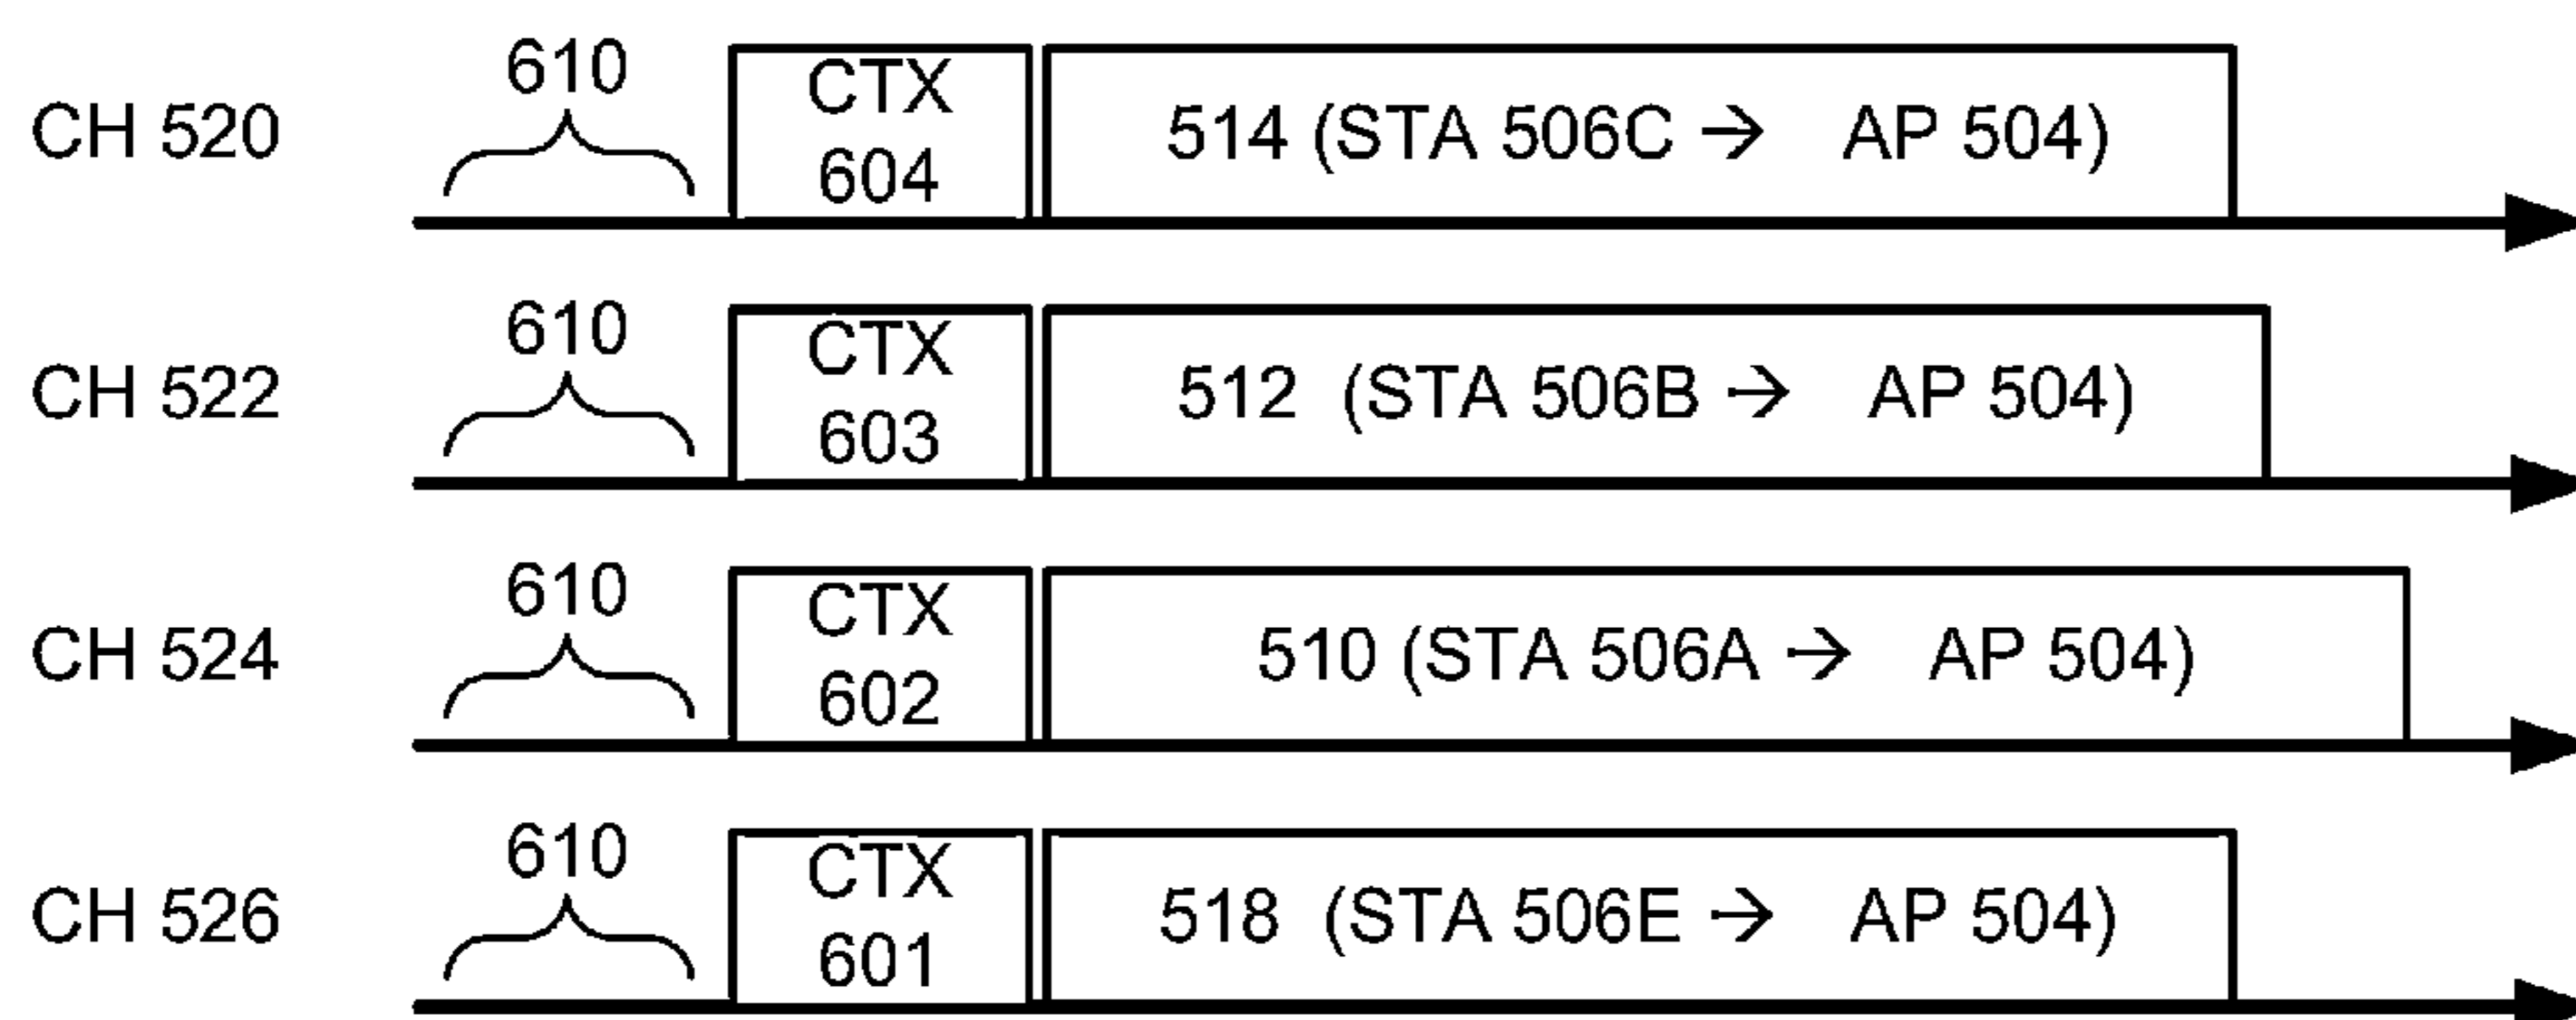 610
CH 520
CTX
604
514 (STA 506C → AP 504)
610
CH 522
CTX
603
512 (STA 506B → AP 504)
610
CH 524
CTX
602
510 (STA 506A → AP 504)
610
CH 526
CTX
601
518 (STA 506E → AP 504)